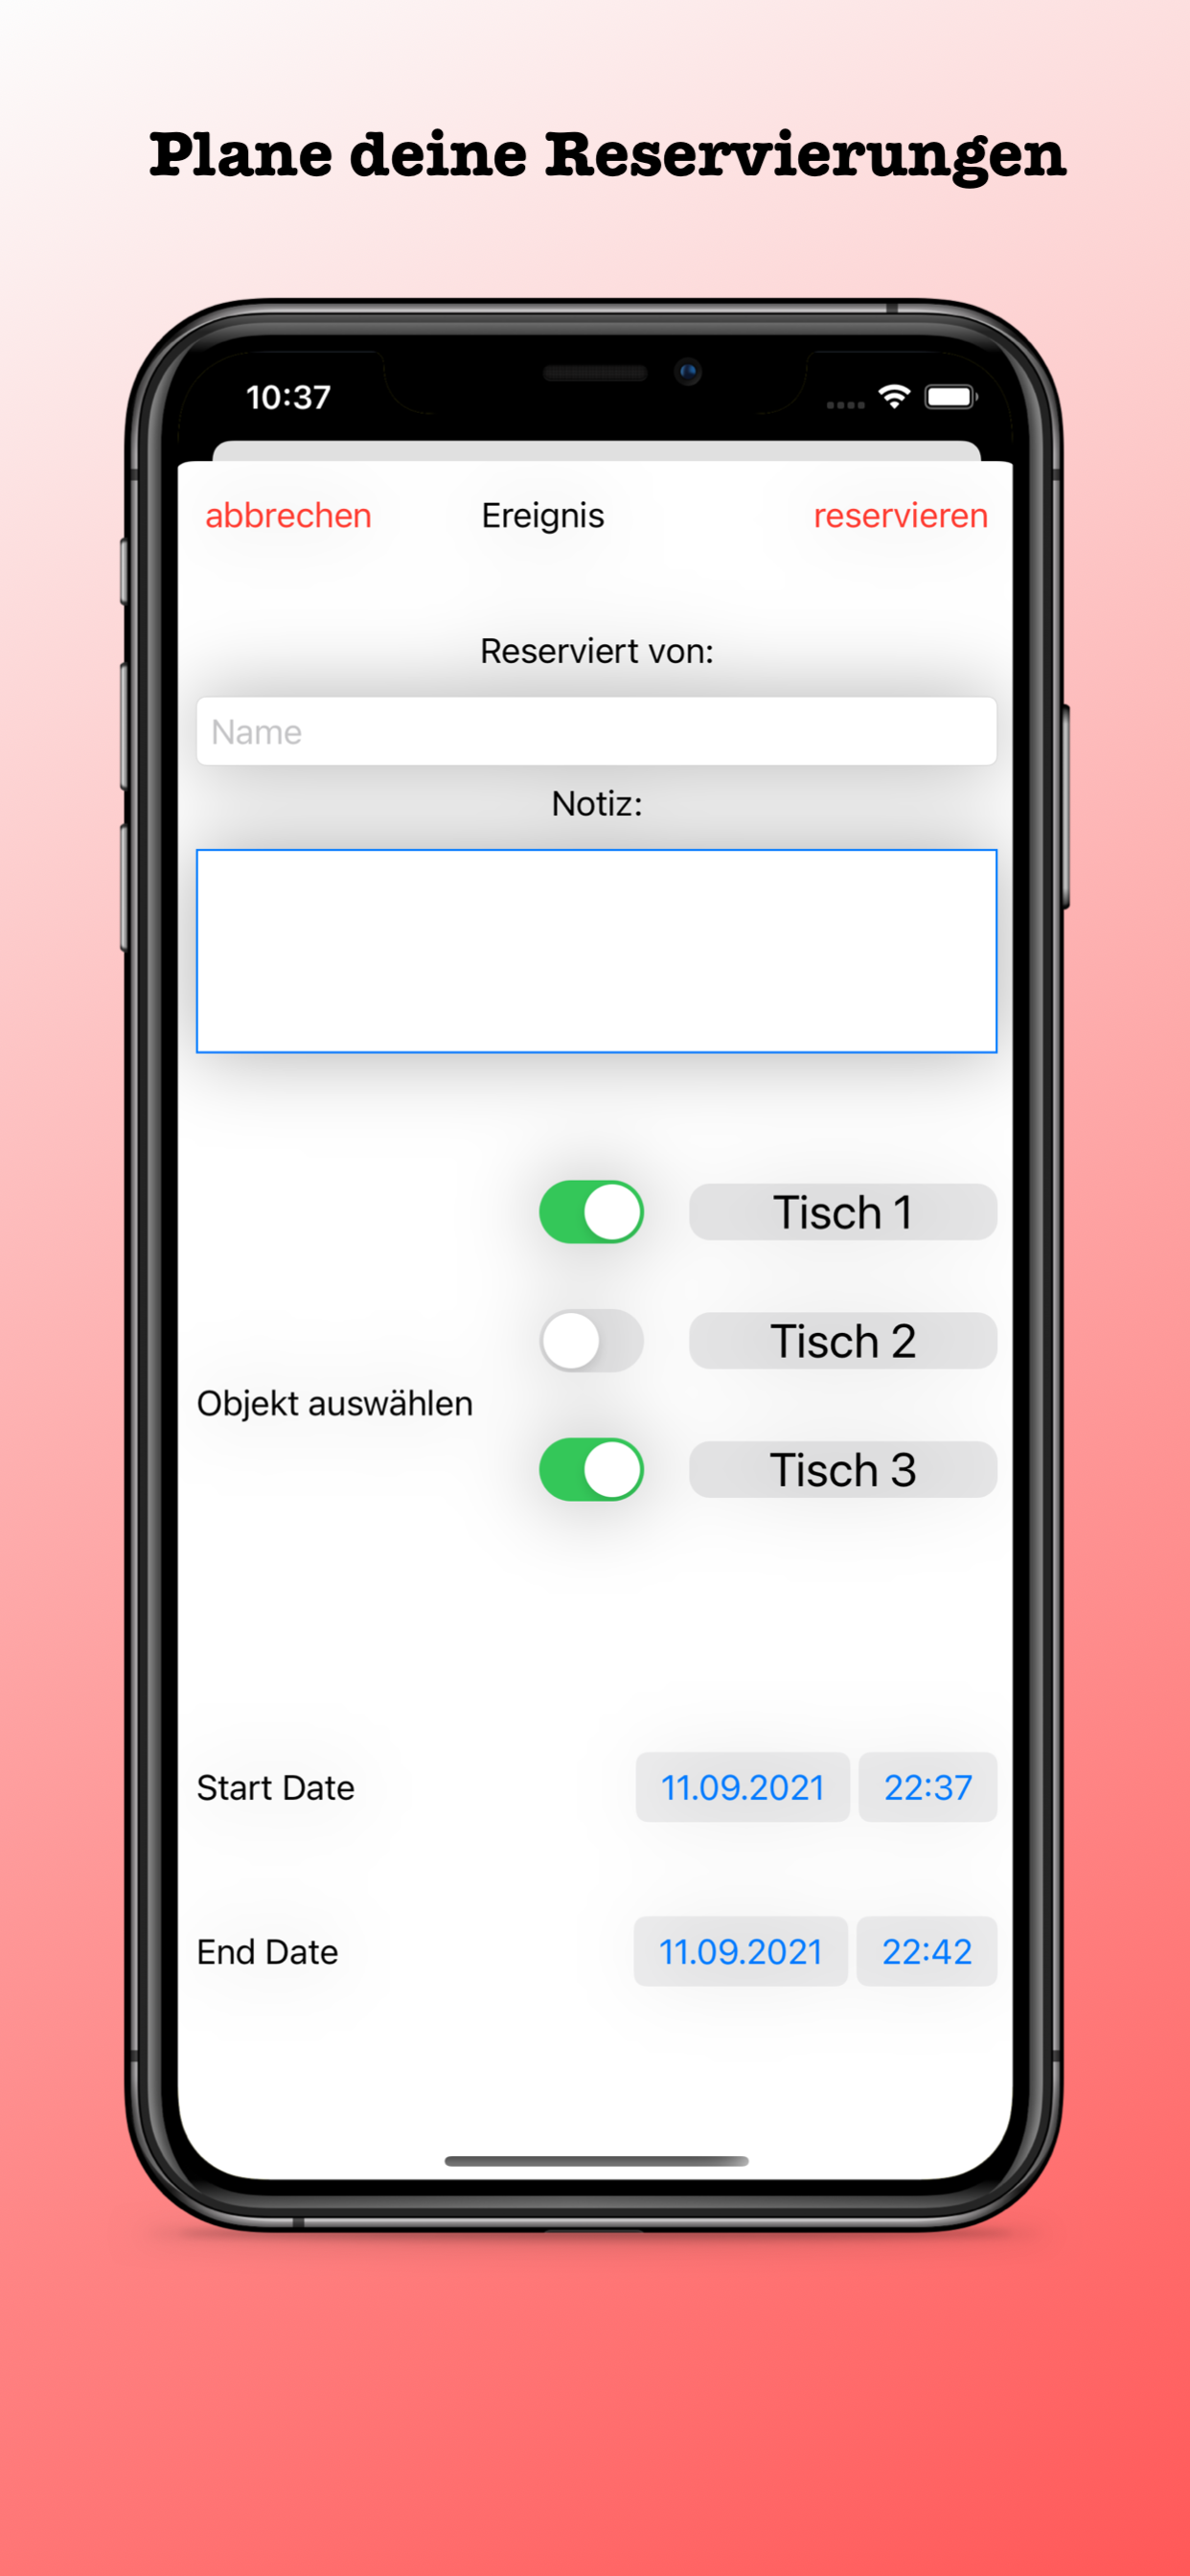 Plane deine Reservierungen
10:37
abbrechen Ereignis reservieren
Reserviert von:
Name
Notiz:
Tisch 1
Tisch 2
Objekt auswählen
Tisch 3
Start Date 11.09.2021 22:37
End Date 11.09.2021 22:42